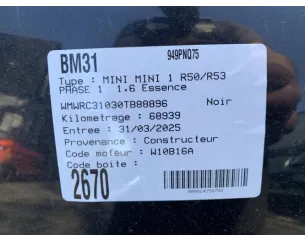 BM31 949PNQ75
Type : MINI MINI 1 R50/R53
PHASE 1 1.6 Essence
WMWRC31030TB88896 Noir
Kilometrage : 68939
Entree : 31/03/2025
Provenance : Constructeur
Code moteur : W10B16A
Code boite :
2670